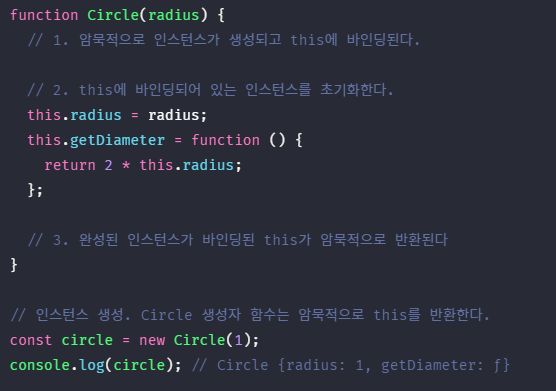 function Circle(radius) {
  // 1. 암묵적으로 인스턴스가 생성되고 this에 바인딩된다.

  // 2. this에 바인딩되어 있는 인스턴스를 초기화한다.
  this.radius = radius;
  this.getDiameter = function () {
    return 2 * this.radius;
  };

  // 3. 완성된 인스턴스가 바인딩된 this가 암묵적으로 반환된다
}

// 인스턴스 생성. Circle 생성자 함수는 암묵적으로 this를 반환한다.
const circle = new Circle(1);
console.log(circle); // Circle {radius: 1, getDiameter: ƒ}